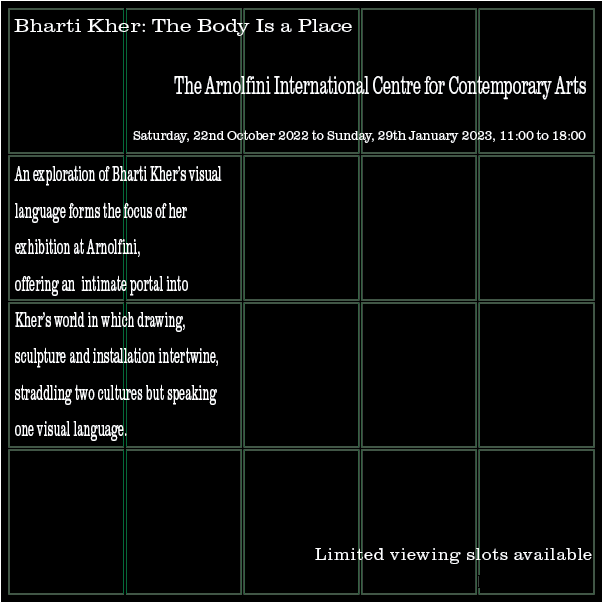 Bharti Kher: The Body Is a Place
The Arnolfini International Centre for Contemporary Arts
Saturday, 22nd October 2022 to Sunday, 29th January 2023, 11:00 to 18:00
An exploration of Bharti Kher's visual
language forms the focus of her
exhibition at Arnolfini,
offering an intimate portal into
Kher's world in which drawing,
sculpture and installation intertwine,
straddling two cultures but speaking
one visual language.
Limited viewing slots available